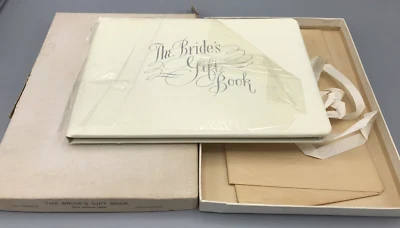 The Bride's
Gift
Book
THE BRIDE'S GIFT BOOK